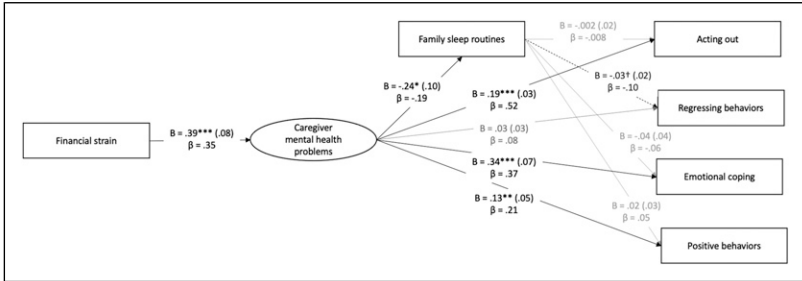 Family sleep routines
B = -.002 (.02)
β = -.008
Acting out
B = -.24* (.10)
β = -.19
B = .19*** (.03)
β = .52
B = -.03† (.02)
β = -.10
Regressing behaviors
Financial strain
B = .39*** (.08)
β = .35
Caregiver
mental health
problems
B = .03 (.03)
β = .08
B = -.04 (.04)
β = -.06
B = .34*** (.07)
β = .37
Emotional coping
B = .13** (.05)
β = .21
B = .02 (.03)
β = .05
Positive behaviors